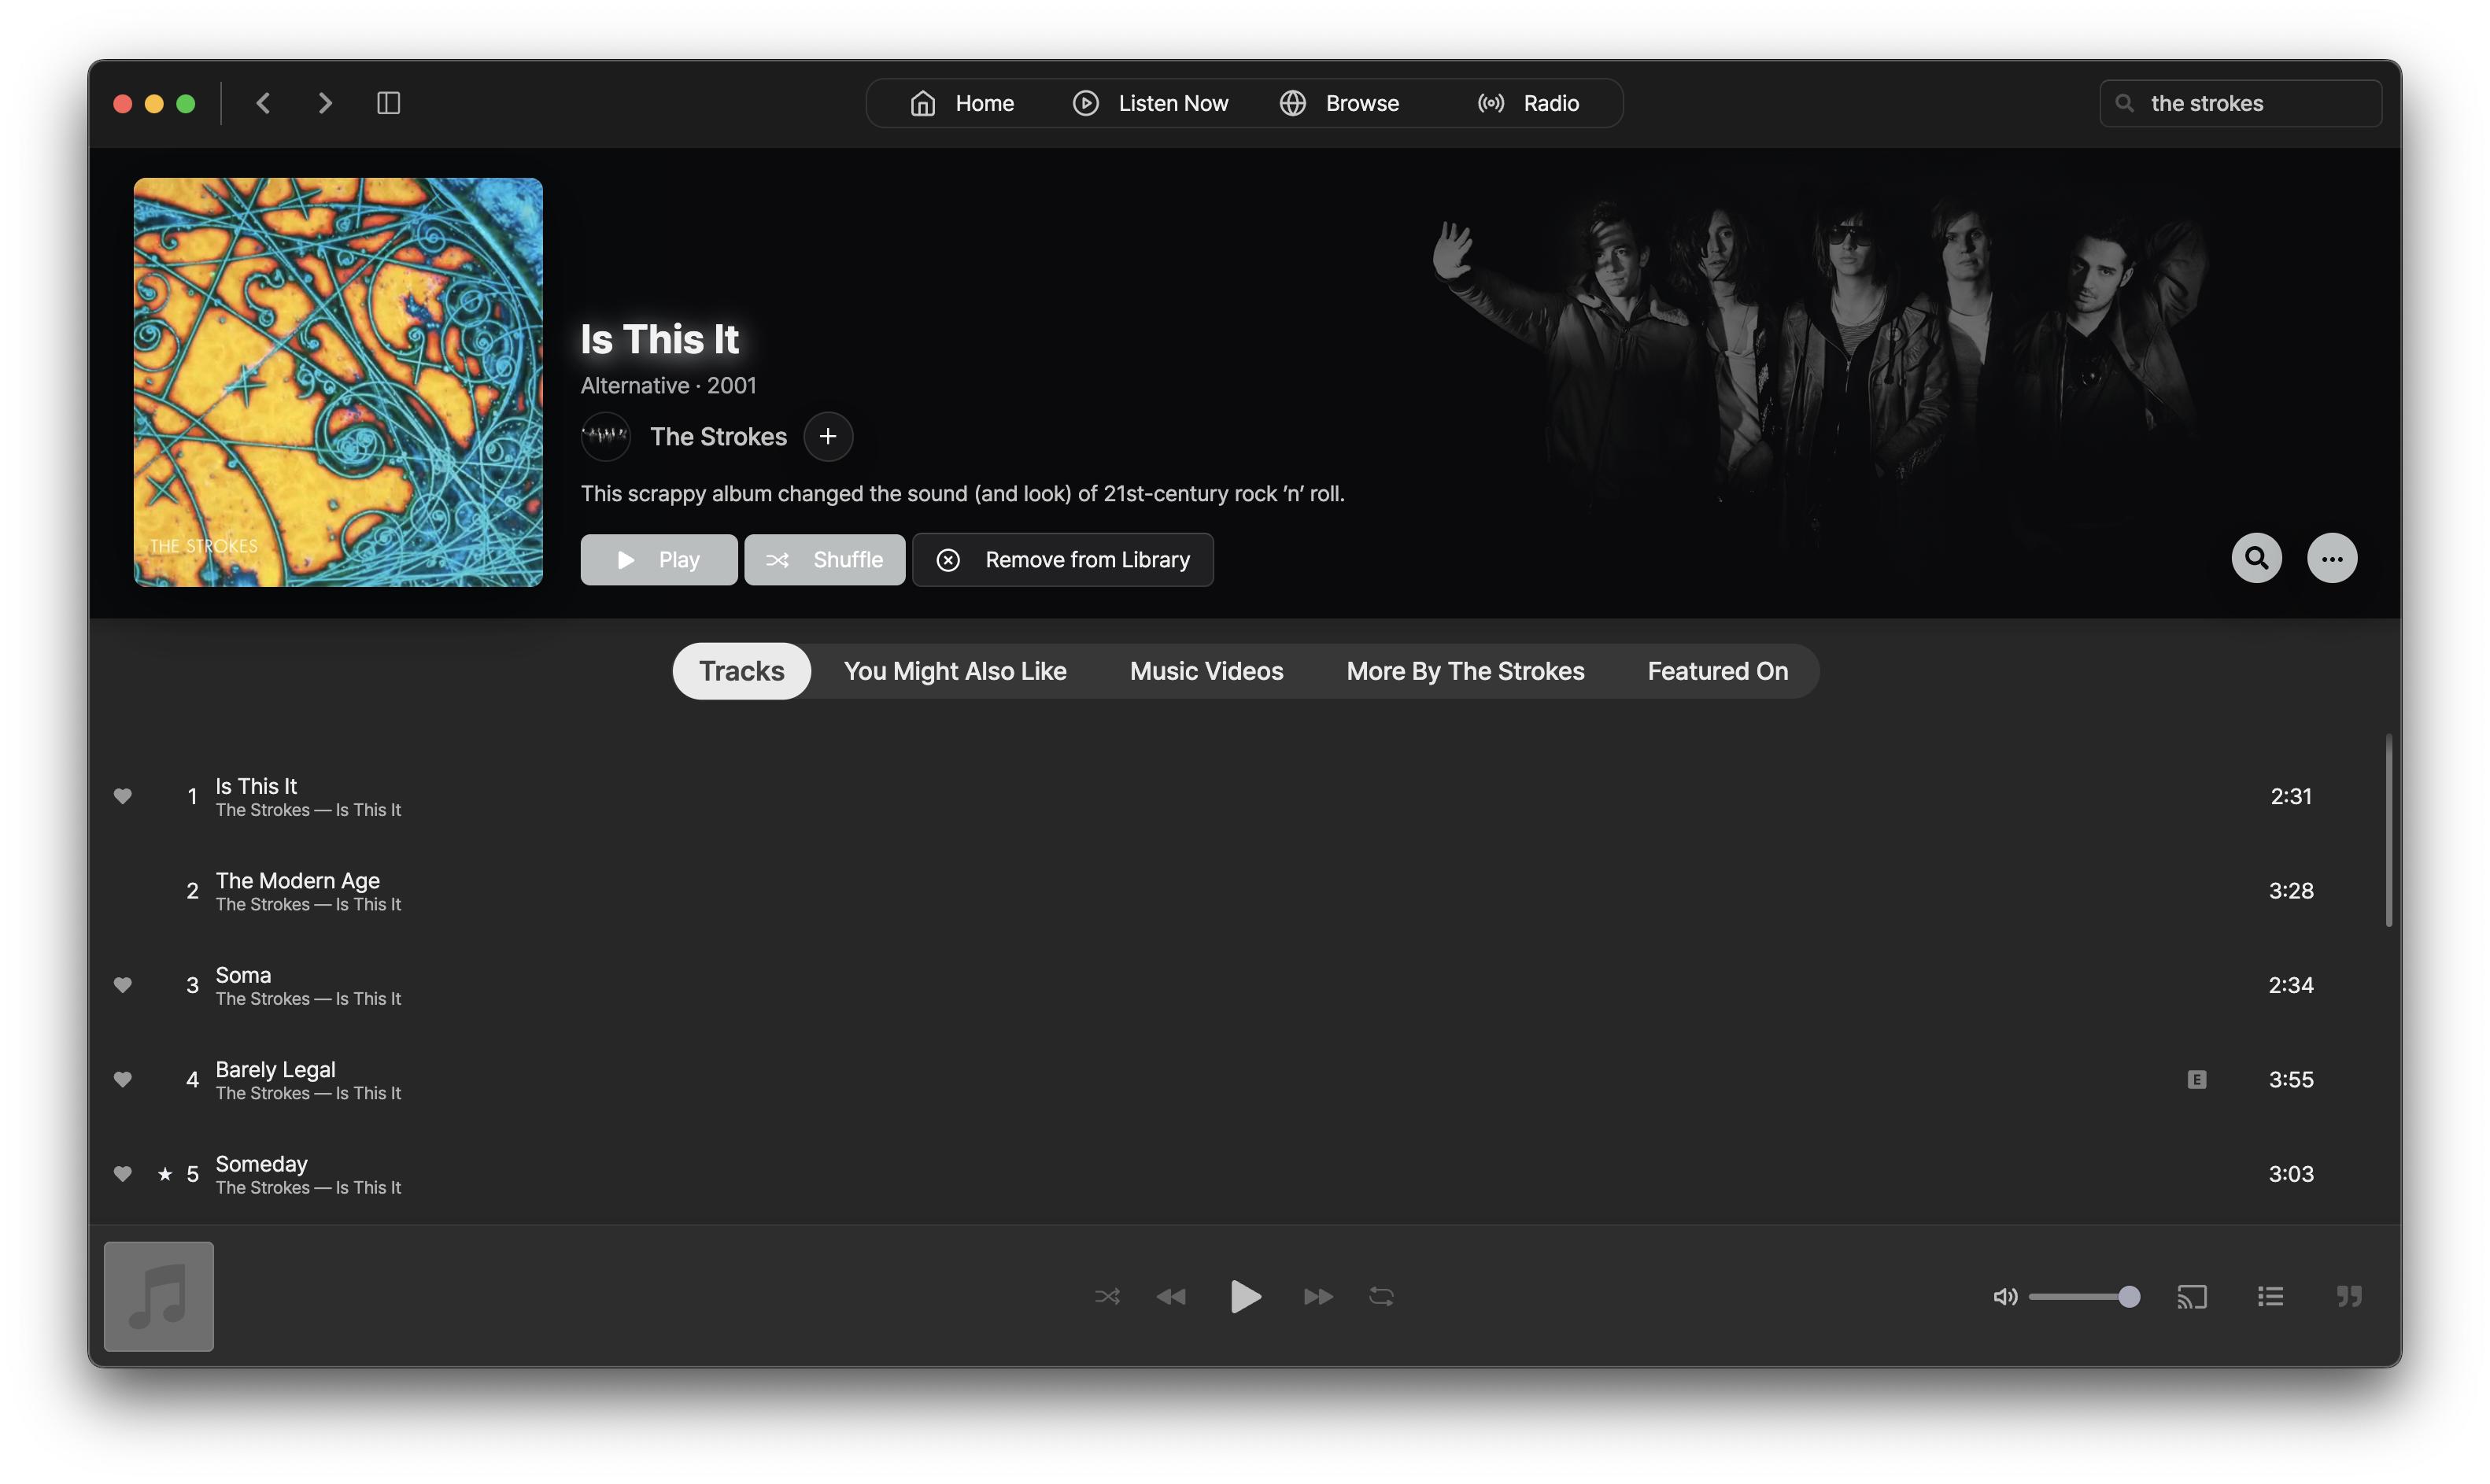 Home Listen Now Browse Radio
the strokes
THE STROKES
Is This It
Alternative · 2001
The Strokes
This scrappy album changed the sound (and look) of 21st-century rock ’n’ roll.
Play Shuffle Remove from Library
Tracks You Might Also Like Music Videos More By The Strokes Featured On
1 Is This It 2:31
The Strokes — Is This It
2 The Modern Age 3:28
The Strokes — Is This It
3 Soma 2:34
The Strokes — Is This It
4 Barely Legal E 3:55
The Strokes — Is This It
★ 5 Someday 3:03
The Strokes — Is This It